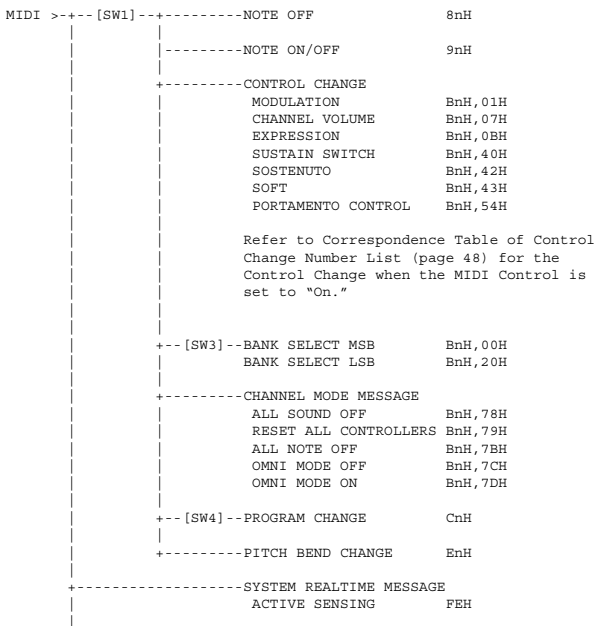 MIDI >-+--[SW1]--+---------NOTE OFF 8nH
|---------NOTE ON/OFF 9nH
+---------CONTROL CHANGE
MODULATION BnH,01H
CHANNEL VOLUME BnH,07H
EXPRESSION BnH,0BH
SUSTAIN SWITCH BnH,40H
SOSTENUTO BnH,42H
SOFT BnH,43H
PORTAMENTO CONTROL BnH,54H
Refer to Correspondence Table of Control
Change Number List (page 48) for the
Control Change when the MIDI Control is
set to “On.”
+--[SW3]--BANK SELECT MSB BnH,00H
BANK SELECT LSB BnH,20H
+---------CHANNEL MODE MESSAGE
ALL SOUND OFF BnH,78H
RESET ALL CONTROLLERS BnH,79H
ALL NOTE OFF BnH,7BH
OMNI MODE OFF BnH,7CH
OMNI MODE ON BnH,7DH
+--[SW4]--PROGRAM CHANGE CnH
+---------PITCH BEND CHANGE EnH
+-------------------SYSTEM REALTIME MESSAGE
ACTIVE SENSING FEH